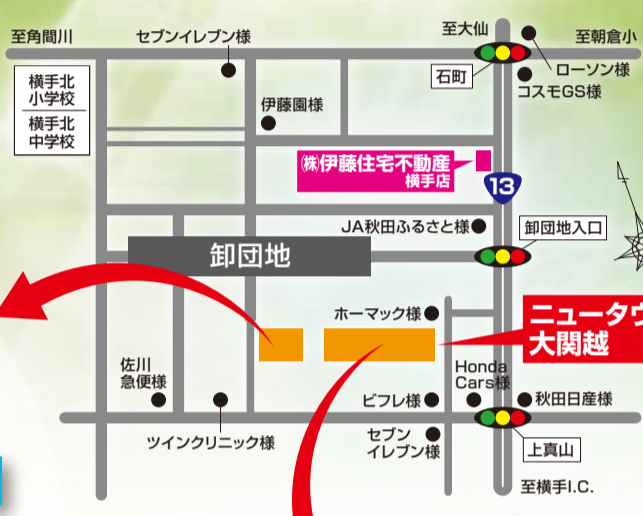 至角間川
セブンイレブン様
至大仙
至朝倉小
石町
ローソン様
コスモGS様
横手北
小学校
横手北
中学校
伊藤園様
㈱伊藤住宅不動産
横手店
13
JA秋田ふるさと様
卸団地入口
卸団地
ホーマック様
ニュータウ
大関越
佐川
急便様
Honda
Cars様
ビフレ様
秋田日産様
ツインクリニック様
セブン
イレブン様
上真山
至横手I.C.